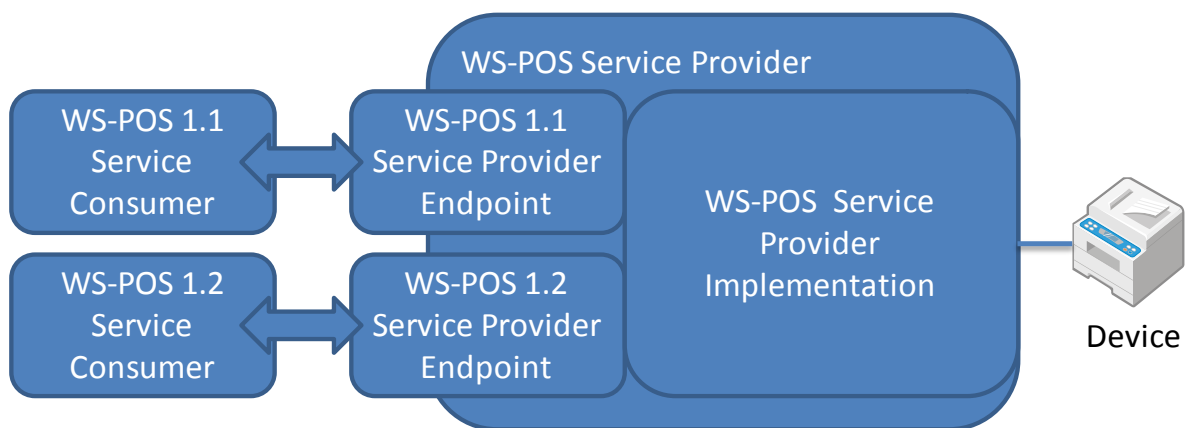 WS-POS Service Provider
WS-POS 1.1
Service
Consumer
WS-POS 1.1
Service Provider
Endpoint
WS-POS 1.2
Service
Consumer
WS-POS 1.2
Service Provider
Endpoint
WS-POS Service
Provider
Implementation
Device